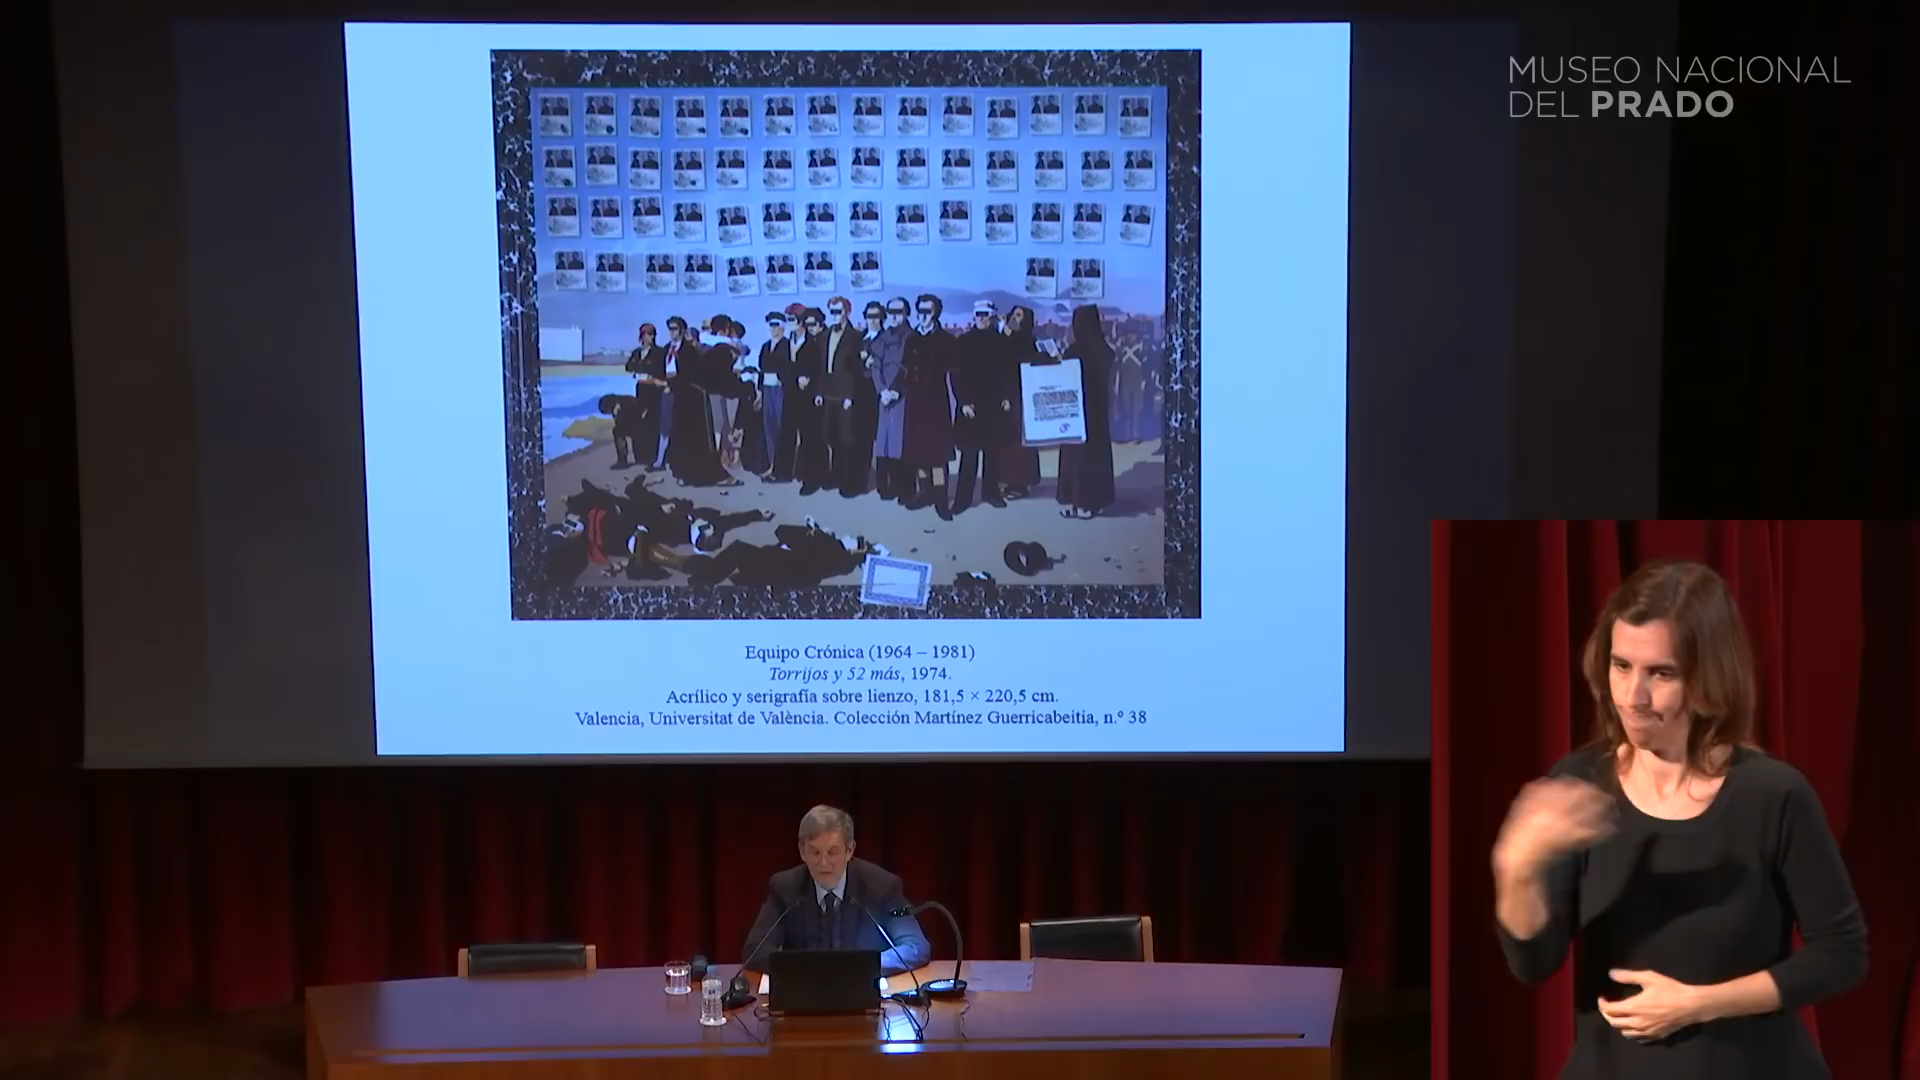 MUSEO NACIONAL
DEL PRADO
Equipo Crónica (1964 – 1981)
Torrijos y 52 más, 1974.
Acrílico y serigrafía sobre lienzo, 181,5 × 220,5 cm.
Valencia, Universitat de València. Colección Martínez Guerricabeitia, n.º 38